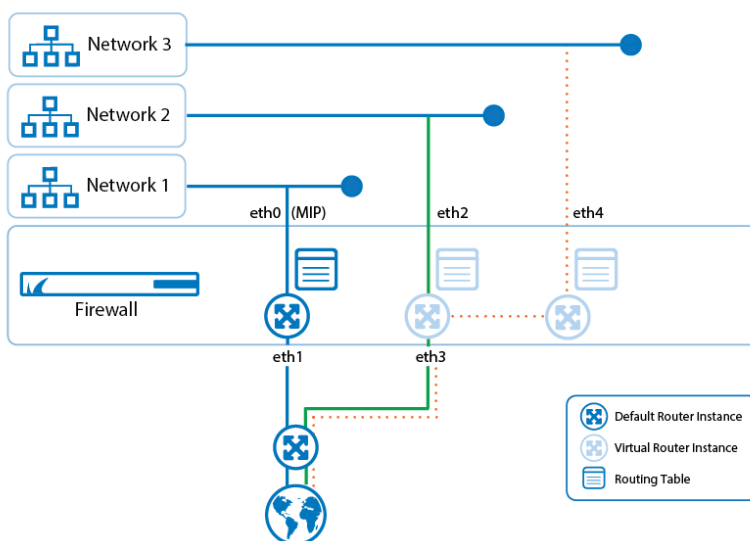 Network 3
Network 2
Network 1
eth0 (MIP)
eth2
eth4
Firewall
eth1
eth3
Default Router Instance
Virtual Router Instance
Routing Table